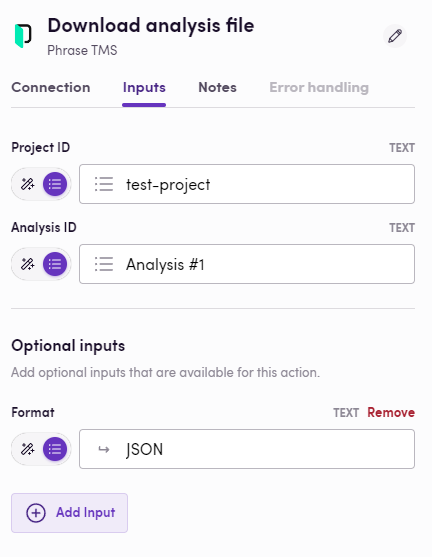 Download analysis file
Phrase TMS
Connection Inputs Notes Error handling
Project ID TEXT
test-project
Analysis ID TEXT
Analysis #1
Optional inputs
Add optional inputs that are available for this action.
Format TEXT Remove
JSON
Add Input